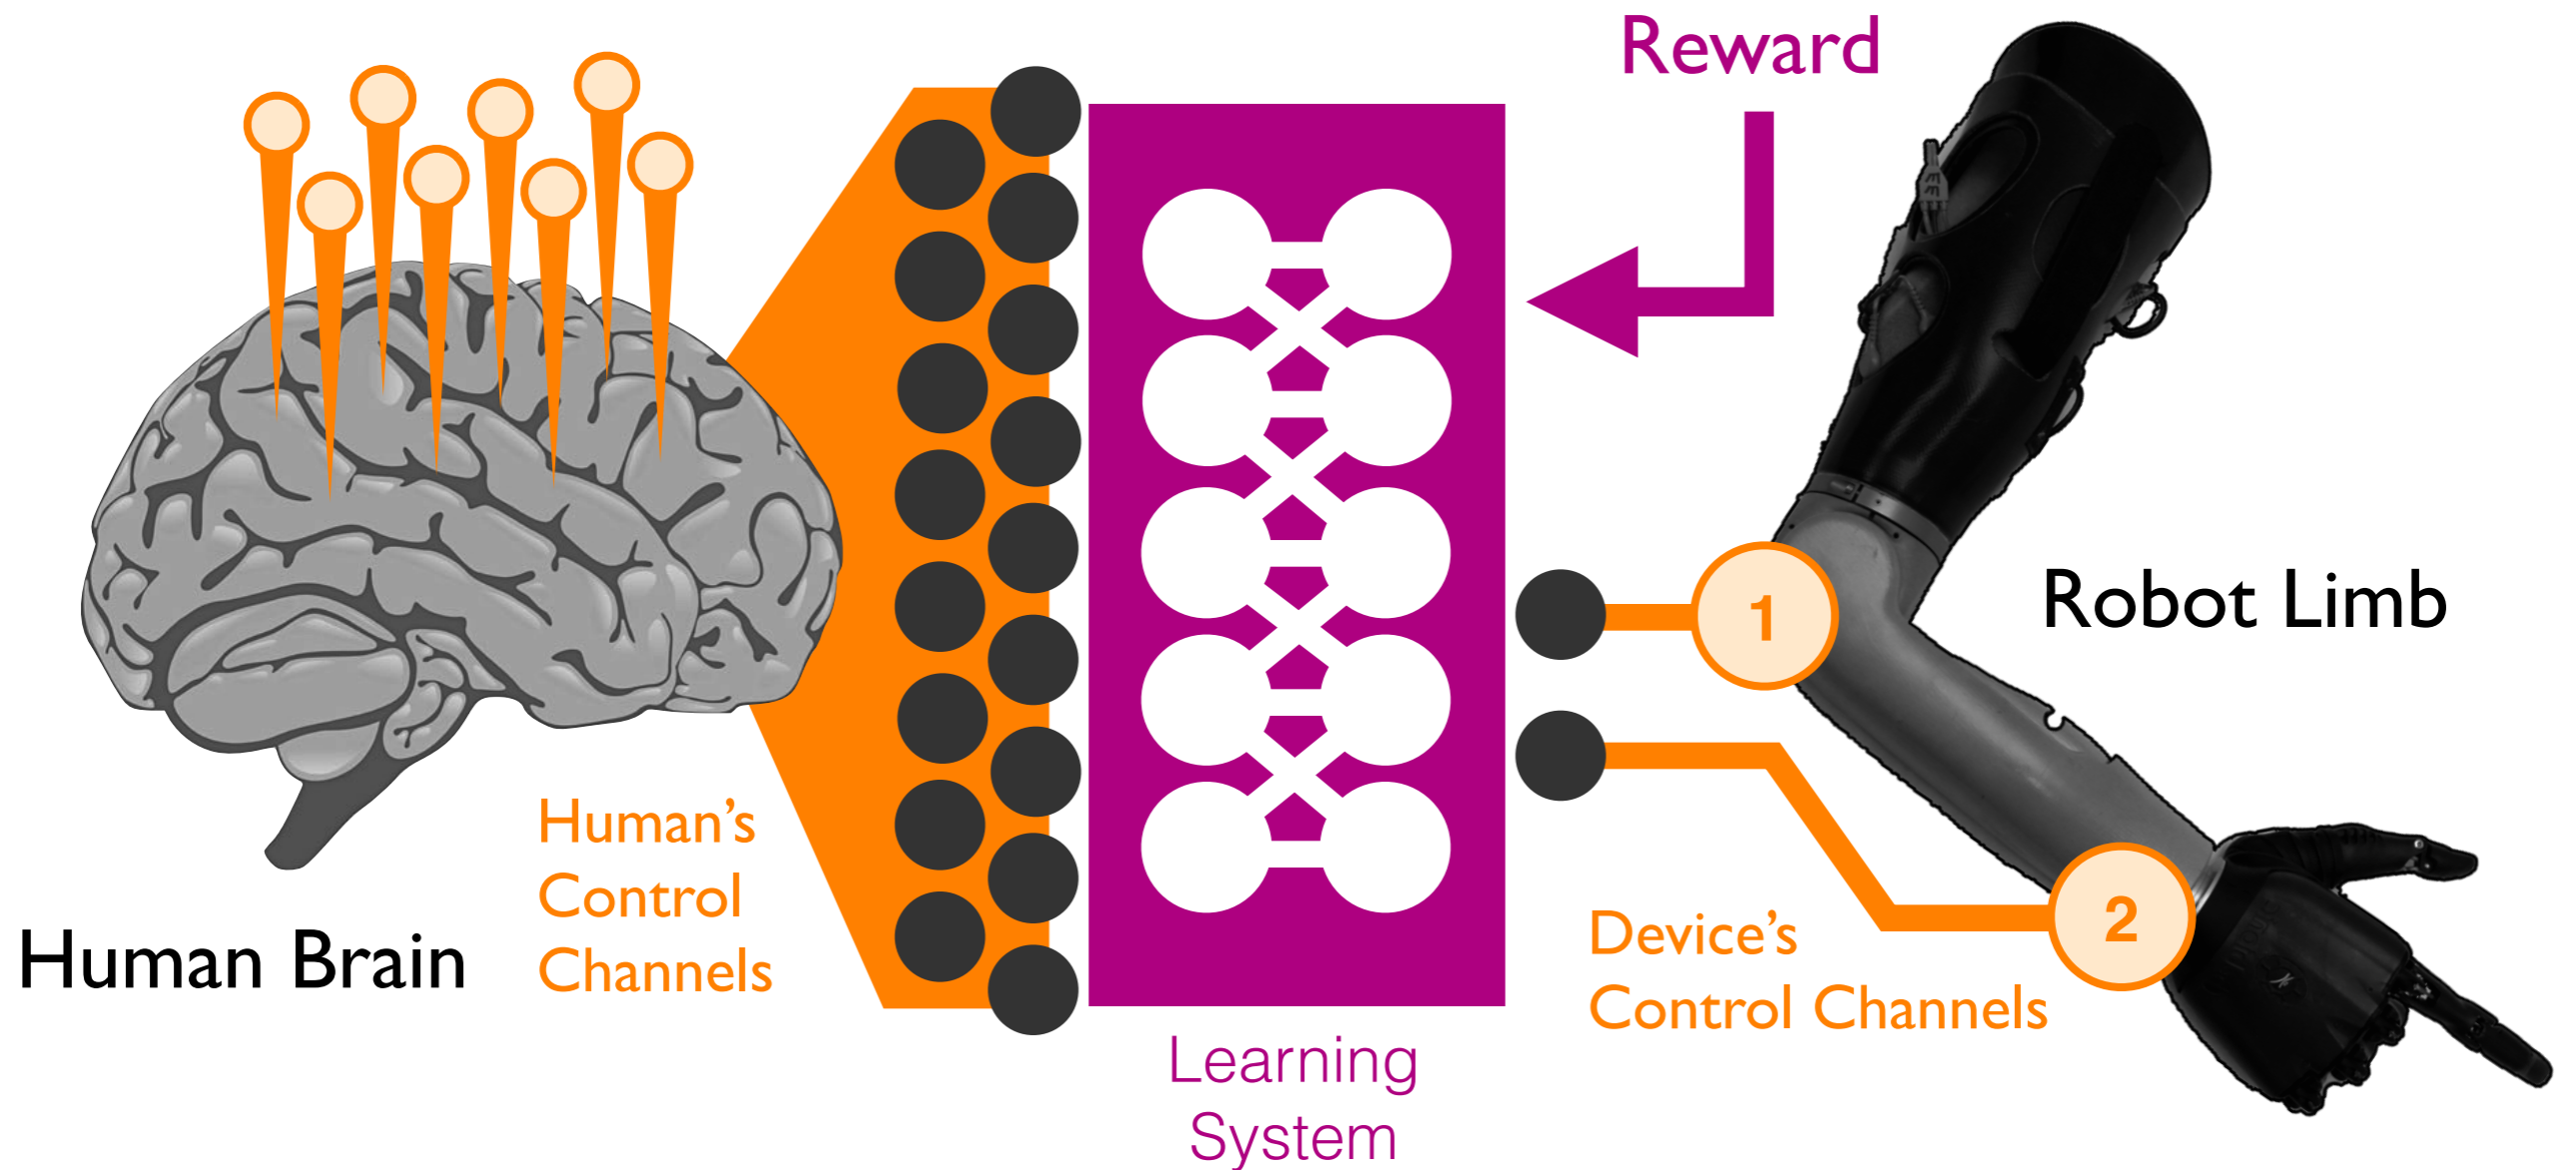 Reward
1
Robot Limb
2
Human's
Control
Channels
Human Brain
Device's
Control Channels
Learning
System